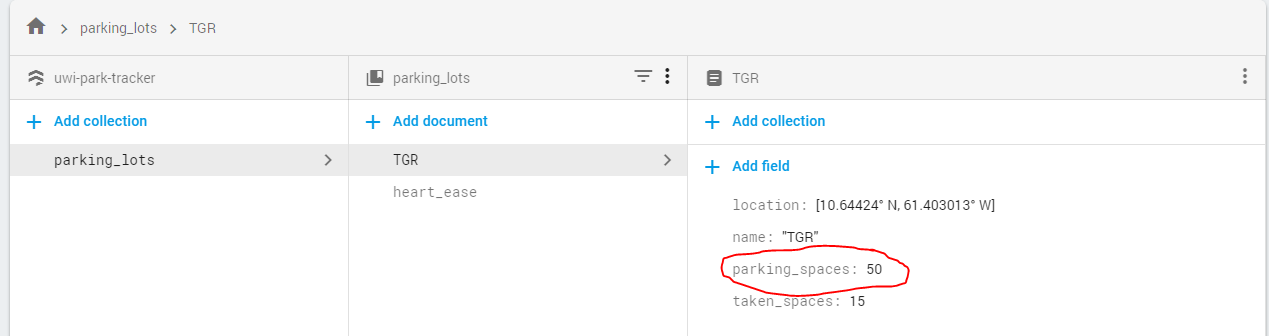 parking_lots > TGR
uwi-park-tracker
parking_lots
TGR
Add collection
Add document
Add collection
parking_lots
TGR
heart_ease
Add field
location: [10.64424° N, 61.403013° W]
name: "TGR"
parking_spaces: 50
taken_spaces: 15